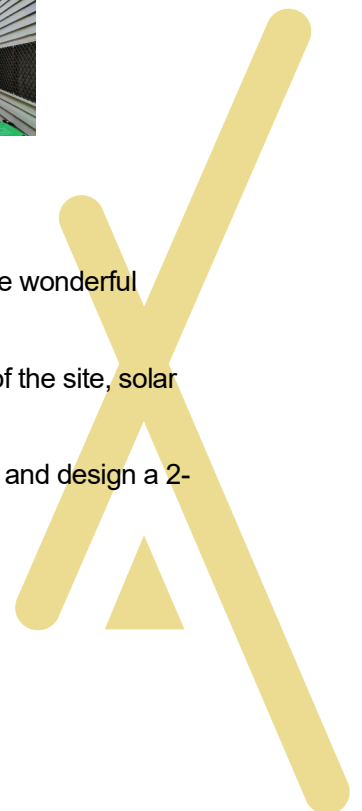 e wonderful
of the site, solar
and design a 2-